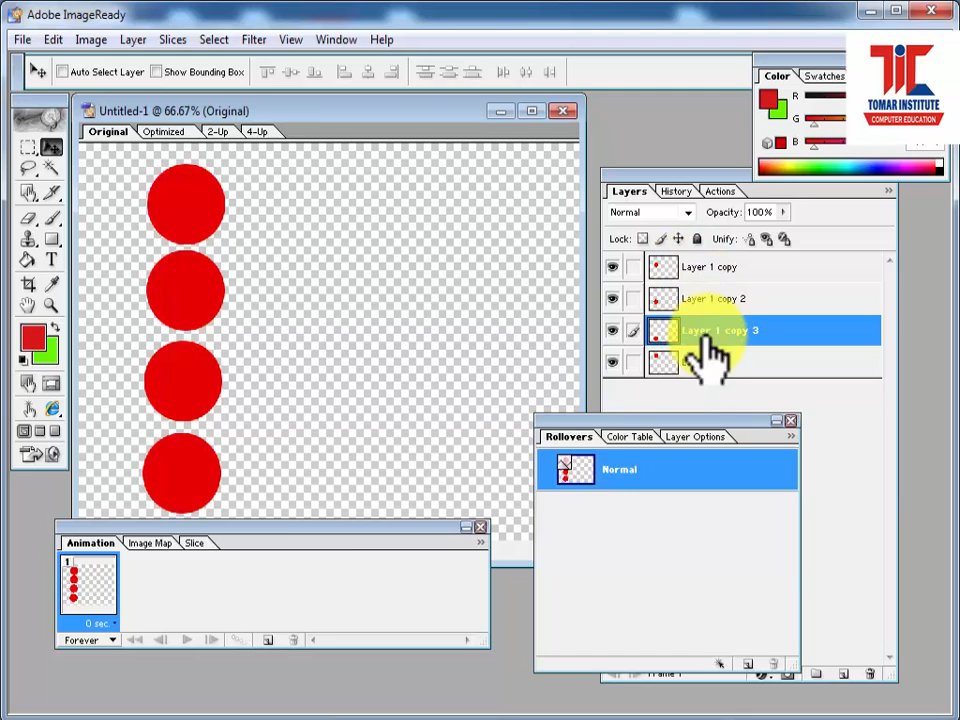 Adobe ImageReady
File Edit Image Layer Slices Select Filter View Window Help
Auto Select Layer Show Bounding Box
Color Swatches
R
G
B
TIC
TOMAR INSTITUTE
COMPUTER EDUCATION
Untitled-1 @ 66.67% (Original)
Original Optimized 2-Up 4-Up
Layers History Actions
Normal Opacity: 100%
Lock: Unify:
Layer 1 copy
Layer 1 copy 2
Layer 1 copy 3
Rollovers Color Table Layer Options
Normal
Animation Image Map Slice
1
0 sec.
Forever